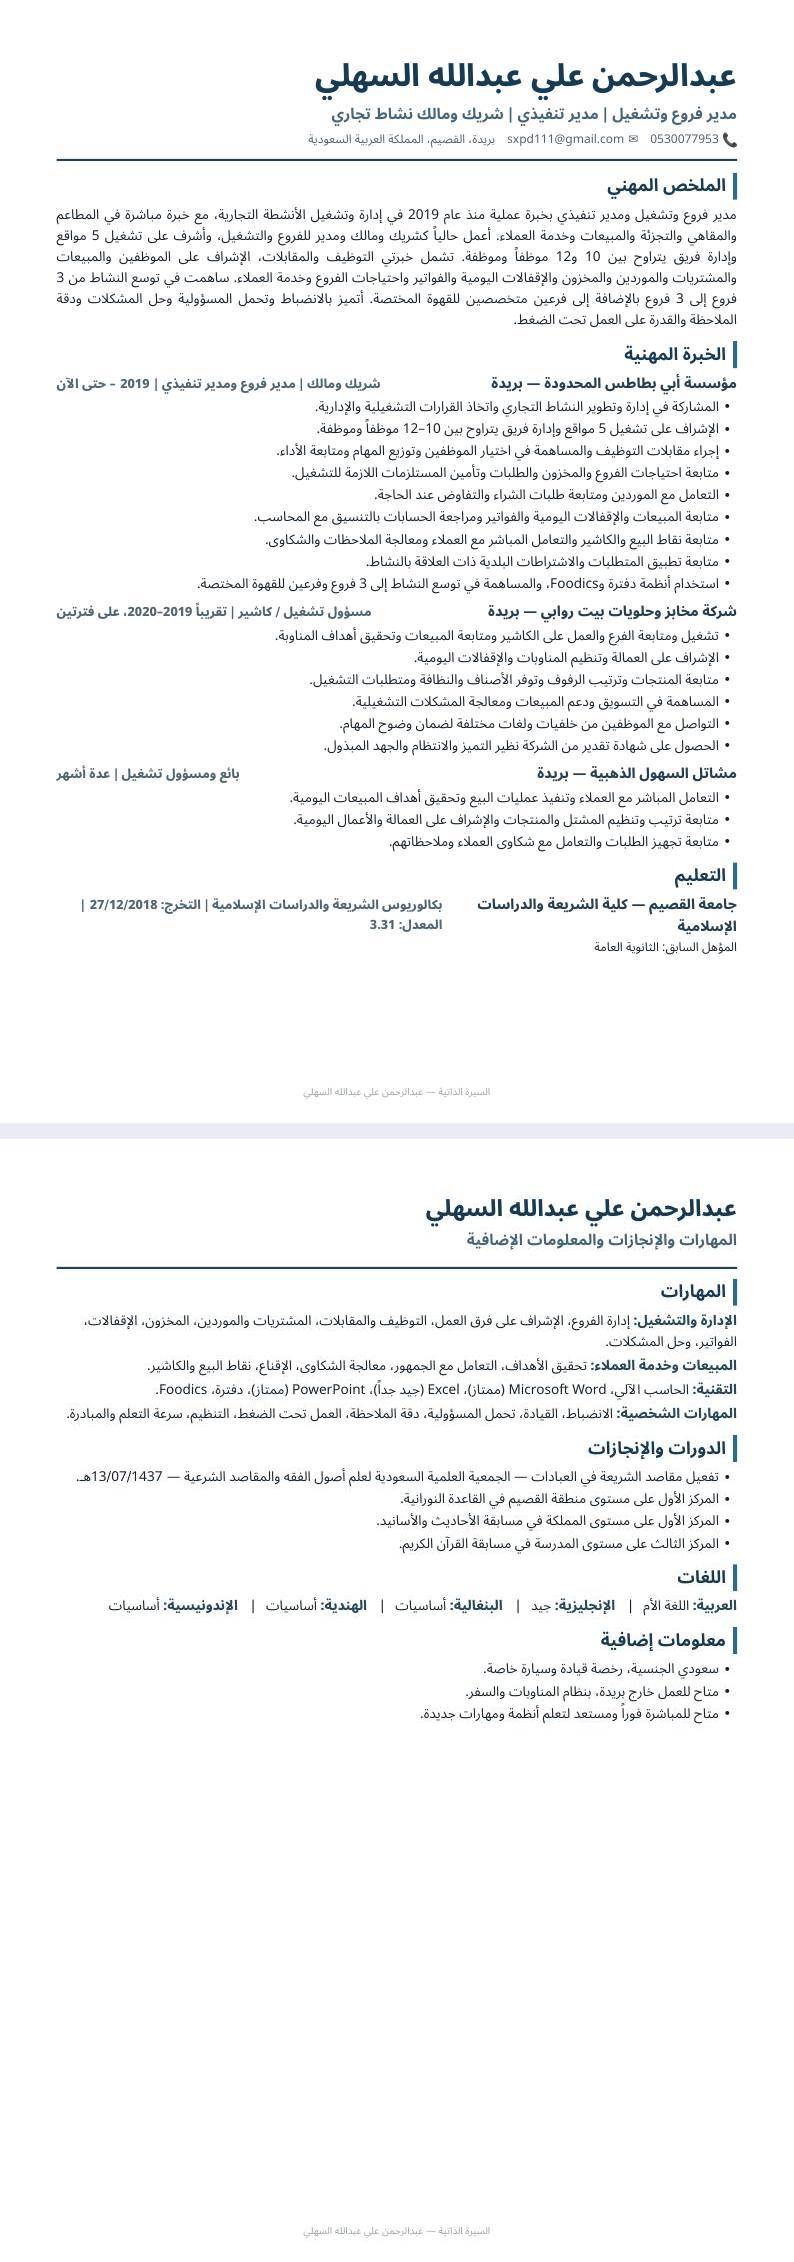 عبدالرحمن علي عبدالله السهلي
مدير فروع وتشغيل | مدير تنفيذي | شريك ومالك نشاط تجاري
📞 0530077953 ✉ sxpd111@gmail.com بريدة، القصيم، المملكة العربية السعودية
الملخص المهني
مدير فروع وتشغيل ومدير تنفيذي بخبرة عملية منذ عام 2019 في إدارة وتشغيل الأنشطة التجارية، مع خبرة مباشرة في المطاعم
والمقاهي والتجزئة والمبيعات وخدمة العملاء. أعمل حالياً كشريك ومالك ومدير للفروع والتشغيل، وأشرف على تشغيل 5 مواقع
وإدارة فريق يتراوح بين 10 و12 موظفاً وموظفة. تشمل خبرتي التوظيف والمقابلات، الإشراف على الموظفين والمبيعات
والمشتريات والموردين والمخزون والإقفالات اليومية والفواتير واحتياجات الفروع وخدمة العملاء. ساهمت في توسع النشاط من 3
فروع إلى 3 فروع بالإضافة إلى فرعين متخصصين للقهوة المختصة. أتميز بالانضباط وتحمل المسؤولية وحل المشكلات ودقة
الملاحظة والقدرة على العمل تحت الضغط.
الخبرة المهنية
مؤسسة أبي بطاطس المحدودة — بريدة شريك ومالك | مدير فروع ومدير تنفيذي | 2019 – حتى الآن
• المشاركة في إدارة وتطوير النشاط التجاري واتخاذ القرارات التشغيلية والإدارية.
• الإشراف على تشغيل 5 مواقع وإدارة فريق يتراوح بين 10–12 موظفاً وموظفة.
• إجراء مقابلات التوظيف والمساهمة في اختيار الموظفين وتوزيع المهام ومتابعة الأداء.
• متابعة احتياجات الفروع والمخزون والطلبات وتأمين المستلزمات اللازمة للتشغيل.
• التعامل مع الموردين ومتابعة طلبات الشراء والتفاوض عند الحاجة.
• متابعة المبيعات والإقفالات اليومية والفواتير ومراجعة الحسابات بالتنسيق مع المحاسب.
• متابعة نقاط البيع والكاشير والتعامل المباشر مع العملاء ومعالجة الملاحظات والشكاوى.
• متابعة تطبيق المتطلبات والاشتراطات البلدية ذات العلاقة بالنشاط.
• استخدام أنظمة دفترة وFoodics، والمساهمة في توسع النشاط إلى 3 فروع وفرعين للقهوة المختصة.
شركة مخابز وحلويات بيت روابي — بريدة مسؤول تشغيل / كاشير | تقريباً 2019–2020، على فترتين
• تشغيل ومتابعة الفرع والعمل على الكاشير ومتابعة المبيعات وتحقيق أهداف المناوبة.
• الإشراف على العمالة وتنظيم المناوبات والإقفالات اليومية.
• متابعة المنتجات وترتيب الرفوف وتوفر الأصناف والنظافة ومتطلبات التشغيل.
• المساهمة في التسويق ودعم المبيعات ومعالجة المشكلات التشغيلية.
• التواصل مع الموظفين من خلفيات ولغات مختلفة لضمان وضوح المهام.
• الحصول على شهادة تقدير من الشركة نظير التميز والانتظام والجهد المبذول.
مشاتل السهول الذهبية — بريدة بائع ومسؤول تشغيل | عدة أشهر
• التعامل المباشر مع العملاء وتنفيذ عمليات البيع وتحقيق أهداف المبيعات اليومية.
• متابعة ترتيب وتنظيم المشتل والمنتجات والإشراف على العمالة والأعمال اليومية.
• متابعة تجهيز الطلبات والتعامل مع شكاوى العملاء وملاحظاتهم.
التعليم
جامعة القصيم — كلية الشريعة والدراسات
الإسلامية
بكالوريوس الشريعة والدراسات الإسلامية | التخرج: 27/12/2018 |
المعدل: 3.31
المؤهل السابق: الثانوية العامة
السيرة الذاتية — عبدالرحمن علي عبدالله السهلي
عبدالرحمن علي عبدالله السهلي
المهارات والإنجازات والمعلومات الإضافية
المهارات
الإدارة والتشغيل: إدارة الفروع، الإشراف على فرق العمل، التوظيف والمقابلات، المشتريات والموردين، المخزون، الإقفالات،
الفواتير، وحل المشكلات.
المبيعات وخدمة العملاء: تحقيق الأهداف، التعامل مع الجمهور، معالجة الشكاوى، الإقناع، نقاط البيع والكاشير.
التقنية: الحاسب الآلي، Microsoft Word (ممتاز)، Excel (جيد جداً)، PowerPoint (ممتاز)، دفترة، Foodics.
المهارات الشخصية: الانضباط، القيادة، تحمل المسؤولية، دقة الملاحظة، العمل تحت الضغط، التنظيم، سرعة التعلم والمبادرة.
الدورات والإنجازات
• تفعيل مقاصد الشريعة في العبادات — الجمعية العلمية السعودية لعلم أصول الفقه والمقاصد الشرعية — 13/07/1437هـ.
• المركز الأول على مستوى منطقة القصيم في القاعدة النورانية.
• المركز الأول على مستوى المملكة في مسابقة الأحاديث والأسانيد.
• المركز الثالث على مستوى المدرسة في مسابقة القرآن الكريم.
اللغات
العربية: اللغة الأم | الإنجليزية: جيد | البنغالية: أساسيات | الهندية: أساسيات | الإندونيسية: أساسيات
معلومات إضافية
• سعودي الجنسية، رخصة قيادة وسيارة خاصة.
• متاح للعمل خارج بريدة، بنظام المناوبات والسفر.
• متاح للمباشرة فوراً ومستعد لتعلم أنظمة ومهارات جديدة.
السيرة الذاتية — عبدالرحمن علي عبدالله السهلي